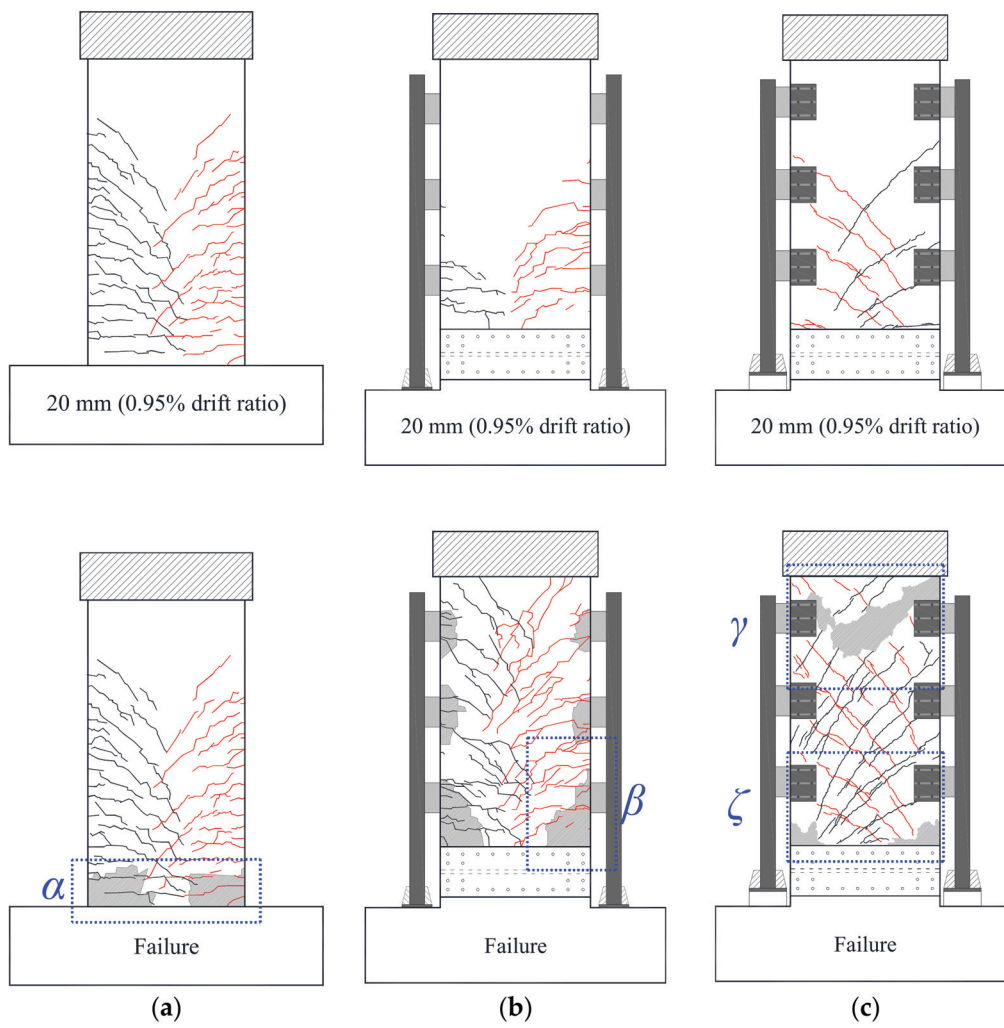 20 mm (0.95% drift ratio)
20 mm (0.95% drift ratio)
20 mm (0.95% drift ratio)
α
β
γ
ζ
Failure
Failure
Failure
(a)
(b)
(c)